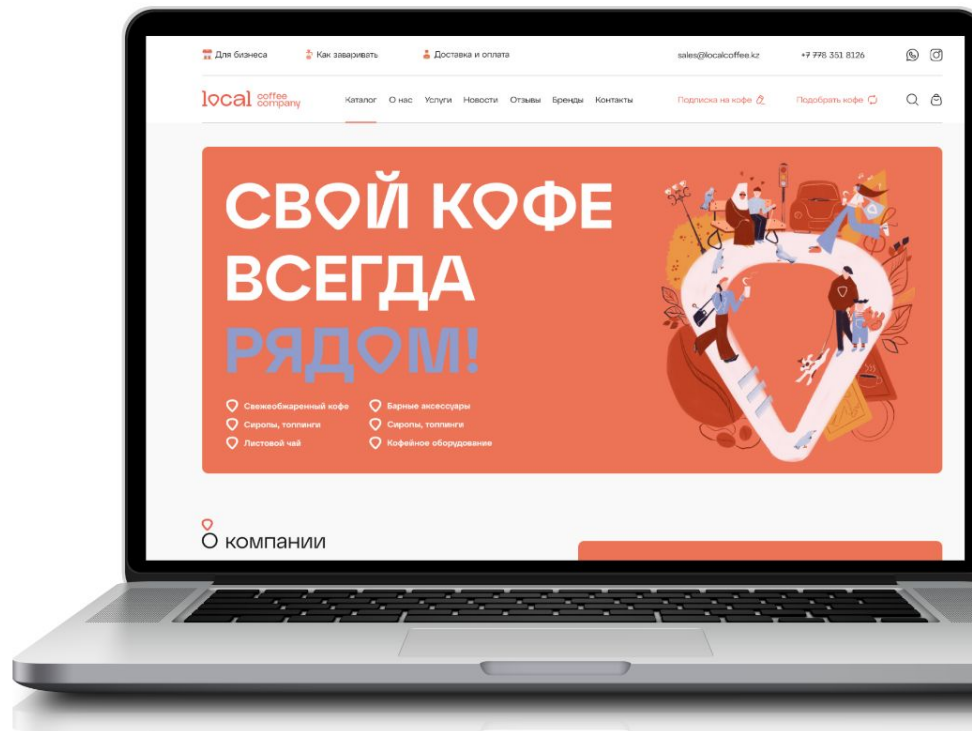 Для бизнеса Как заваривать Доставка и оплата sales@localcoffee.kz +7 778 351 8126
local coffee company
Каталог О нас Услуги Новости Отзывы Бренды Контакты Подписка на кофе Подобрать кофе
СВОЙ КОФЕ
ВСЕГДА
РЯДОМ!
Свежеобжаренный кофе Барные аксессуары
Сиропы, топпинги Сиропы, топпинги
Листовой чай Кофейное оборудование
О компании